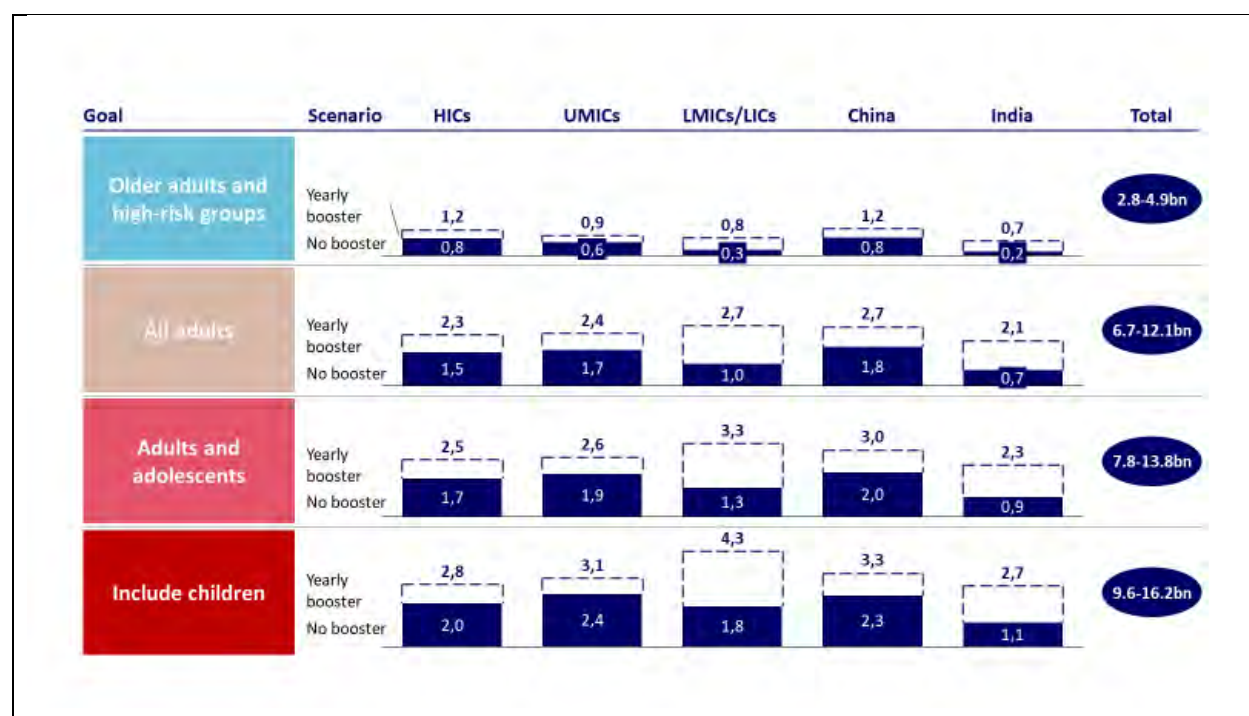 Goal Scenario HICs UMICs LMICs/LICs China India Total
Older adults and
high-risk groups
Yearly
booster
No booster
1,2 0,9 0,8 1,2 0,7
0,8 0,6 0,3 0,8 0,2
2.8-4.9bn
All adults
Yearly
booster
No booster
2,3 2,4 2,7 2,7 2,1
1,5 1,7 1,0 1,8 0,7
6.7-12.1bn
Adults and
adolescents
Yearly
booster
No booster
2,5 2,6 3,3 3,0 2,3
1,7 1,9 1,3 2,0 0,9
7.8-13.8bn
Include children
Yearly
booster
No booster
2,8 3,1 4,3 3,3 2,7
2,0 2,4 1,8 2,3 1,1
9.6-16.2bn